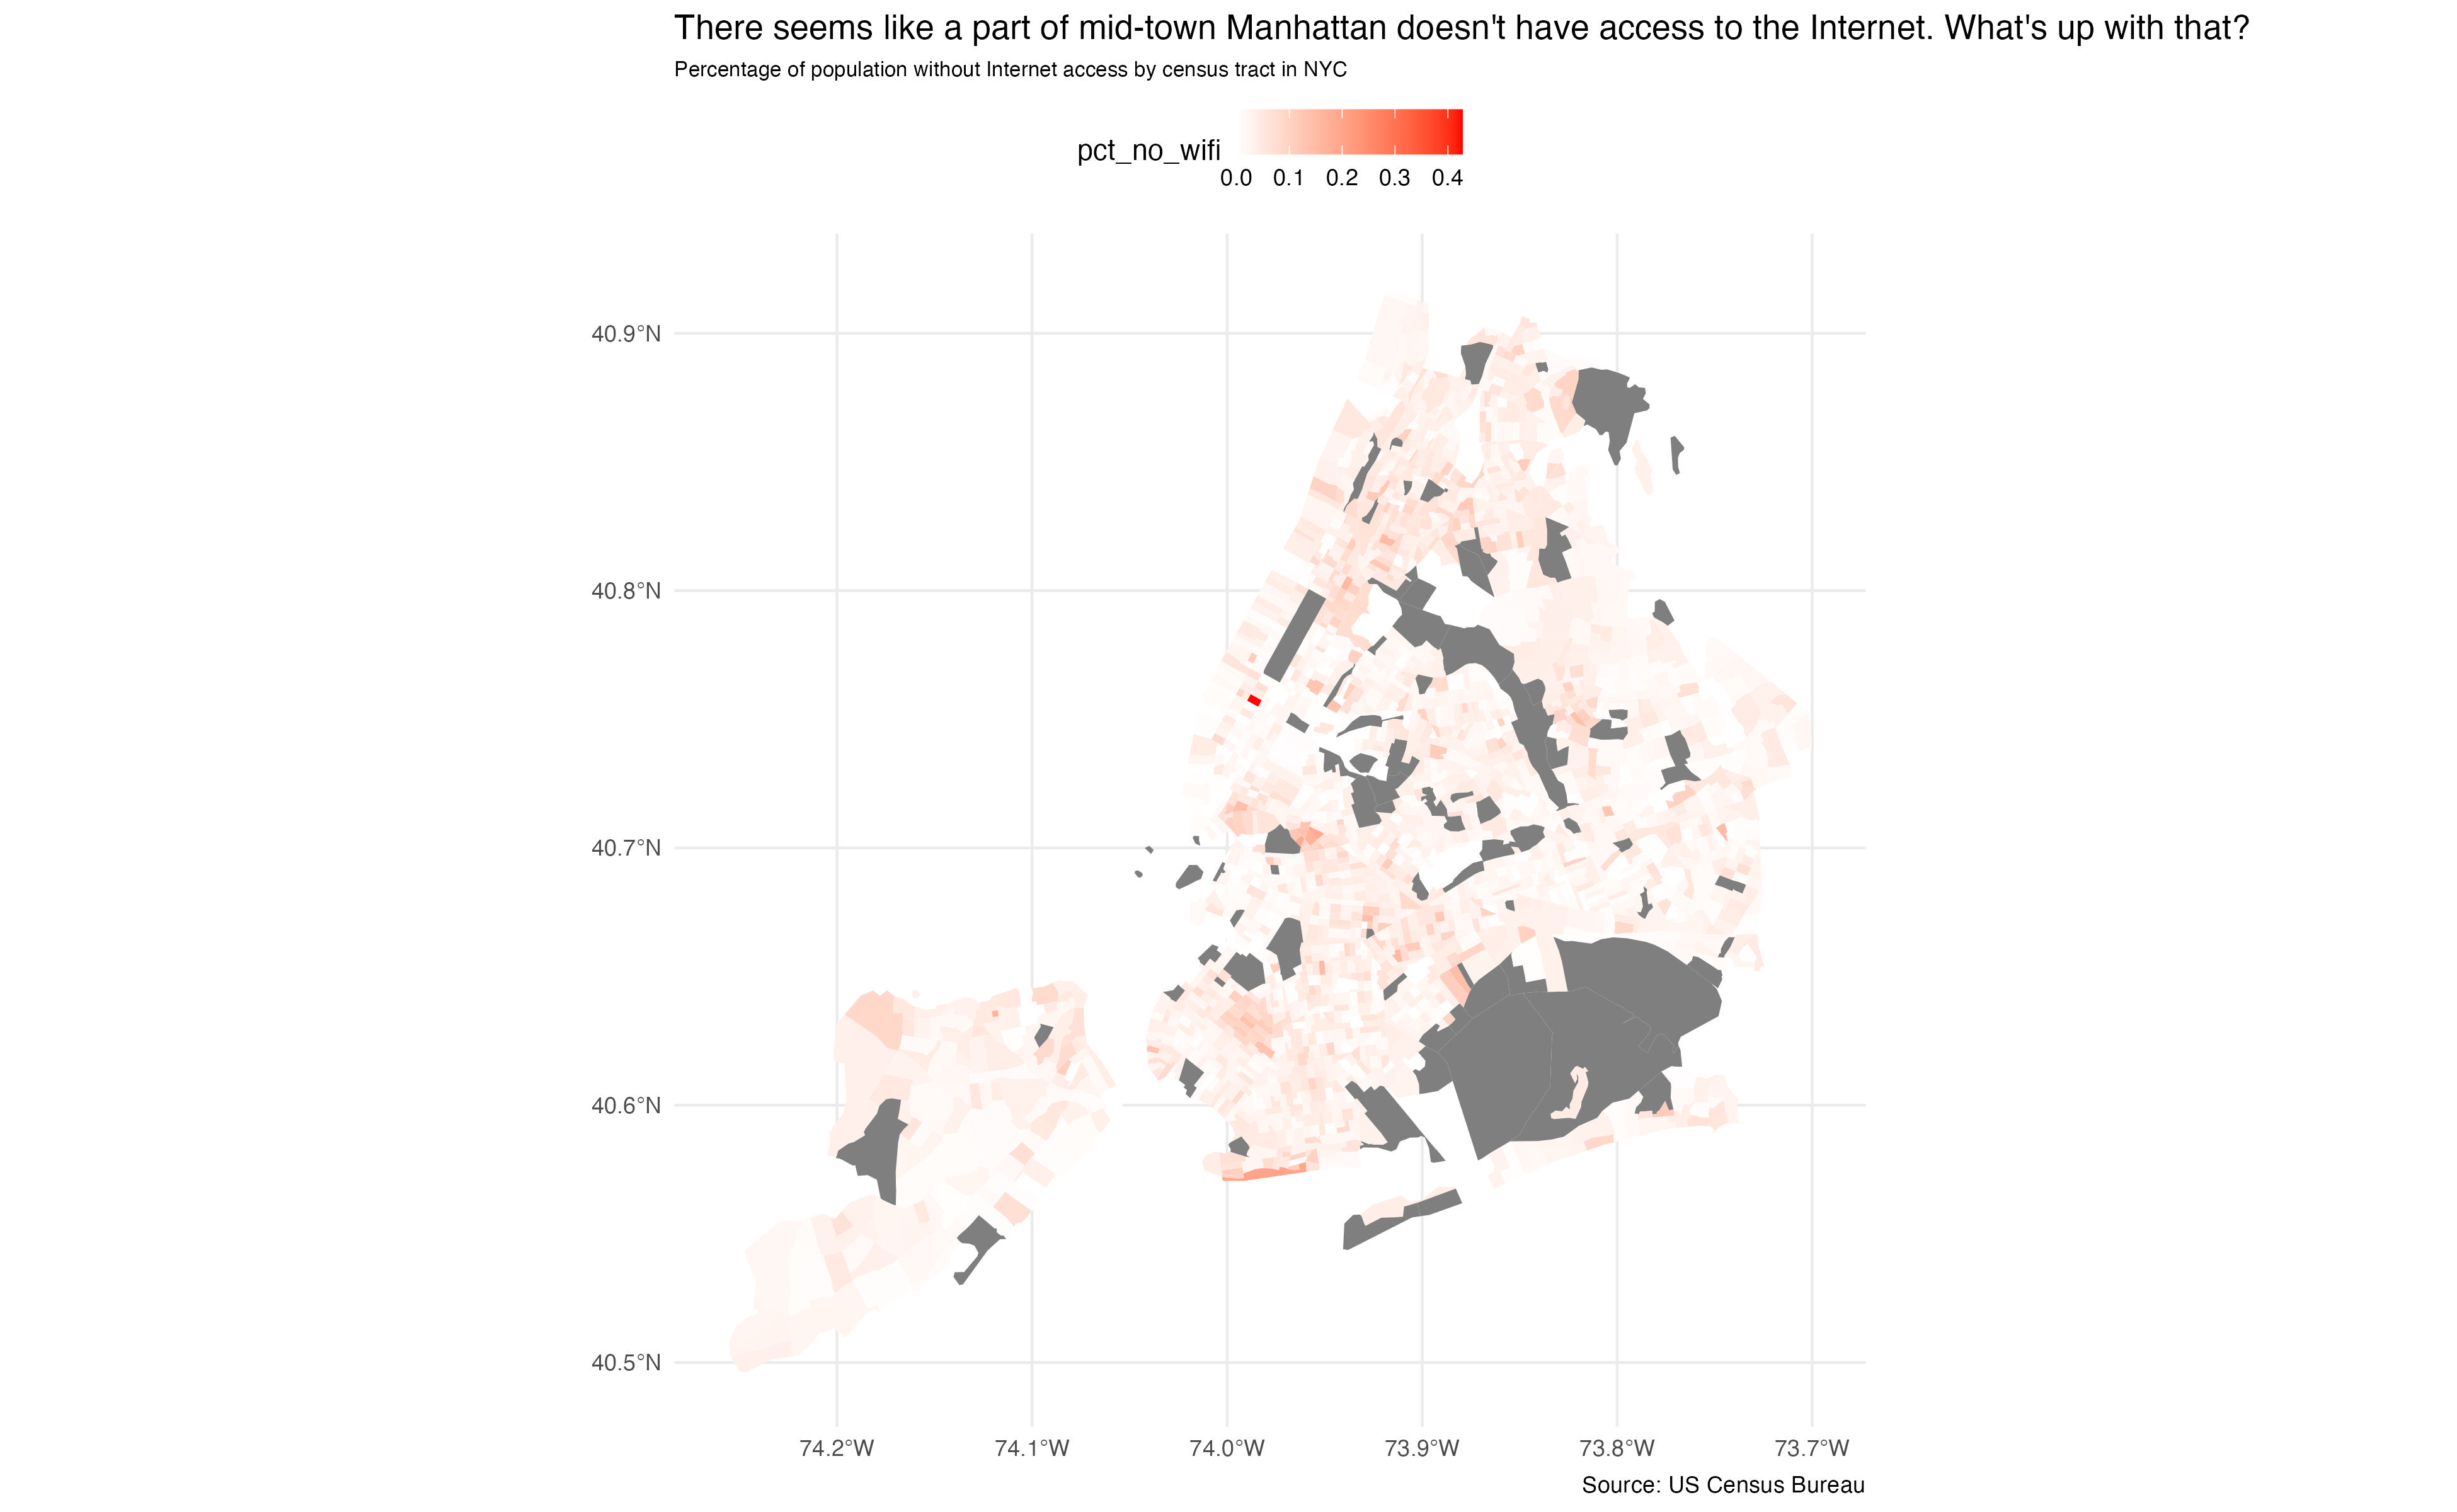 There seems like a part of mid-town Manhattan doesn't have access to the Internet. What's up with that?
Percentage of population without Internet access by census tract in NYC
pct_no_wifi
0.0 0.1 0.2 0.3 0.4
40.9°N
40.8°N
40.7°N
40.6°N
40.5°N
74.2°W 74.1°W 74.0°W 73.9°W 73.8°W 73.7°W
Source: US Census Bureau